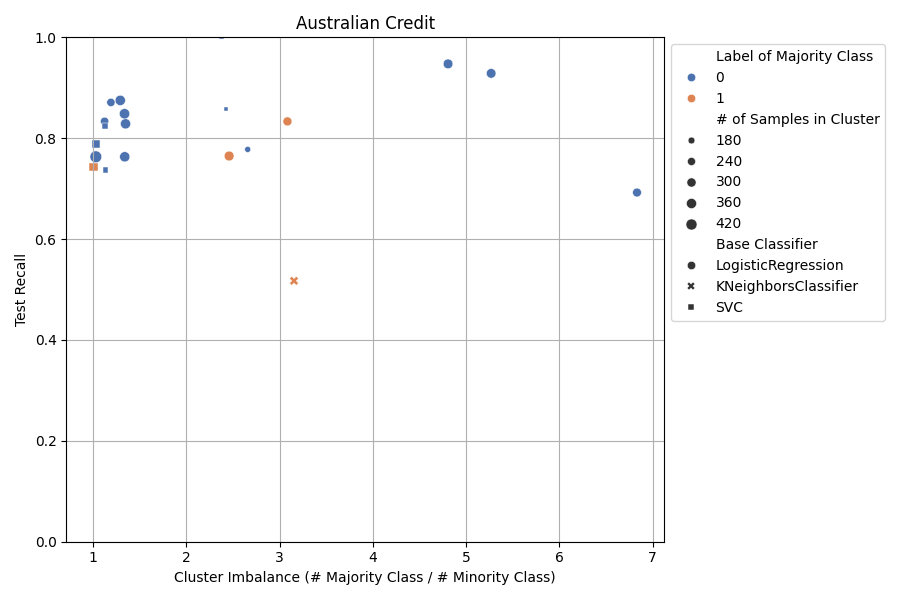 Australian Credit
1.0
0.8
0.6
0.4
0.2
0.0
Test Recall
1
2
3
4
5
6
7
Cluster Imbalance (# Majority Class / # Minority Class)
Label of Majority Class
0
1
# of Samples in Cluster
180
240
300
360
420
Base Classifier
LogisticRegression
KNeighborsClassifier
SVC